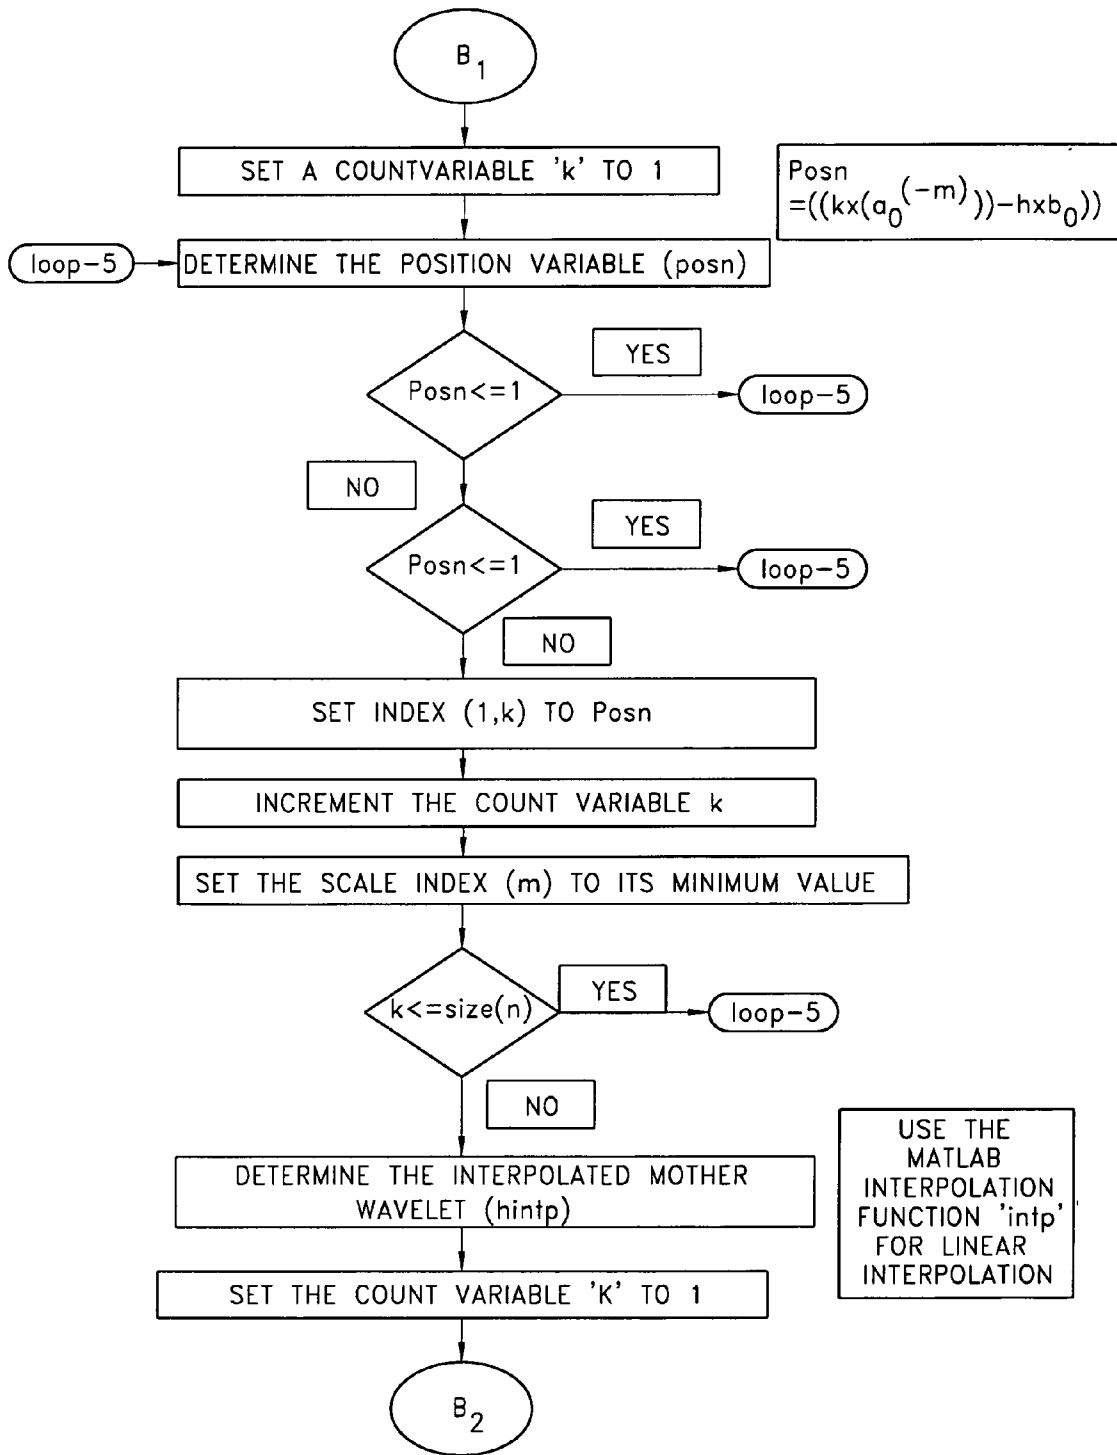 B1
SET A COUNTVARIABLE 'k' TO 1
Posn
=((kx(a0(-m)))-hxb0))
loop-5
DETERMINE THE POSITION VARIABLE (posn)
YES
Posn<=1
loop-5
NO
YES
Posn<=1
loop-5
NO
SET INDEX (1,k) TO Posn
INCREMENT THE COUNT VARIABLE k
SET THE SCALE INDEX (m) TO ITS MINIMUM VALUE
YES
k<=size(n)
loop-5
NO
DETERMINE THE INTERPOLATED MOTHER
WAVELET (hintp)
USE THE
MATLAB
INTERPOLATION
FUNCTION 'intp'
FOR LINEAR
INTERPOLATION
SET THE COUNT VARIABLE 'K' TO 1
B2